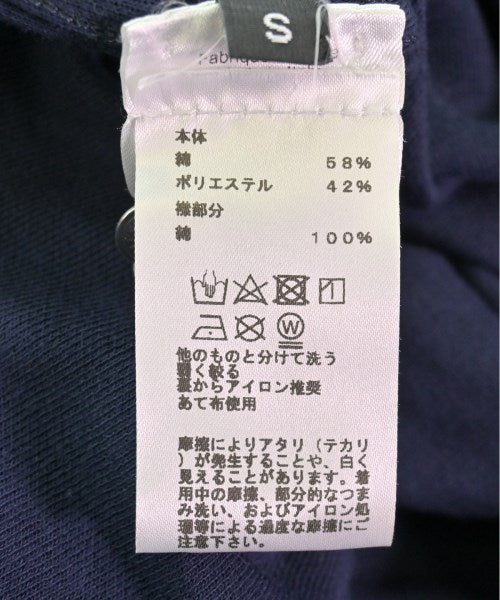 S
Fabriqu
本体
綿 58%
ポリエステル 42%
襟部分
綿 100%
W
他のものと分けて洗う
弱く絞る
裏からアイロン推奨
あて布使用
摩擦によりアタリ(テカリ
)が発生することや、白く
見えることがあります。着
用中の摩擦、部分的なつま
み洗い、およびアイロン処
理等による過度な摩擦にご
注意下さい。